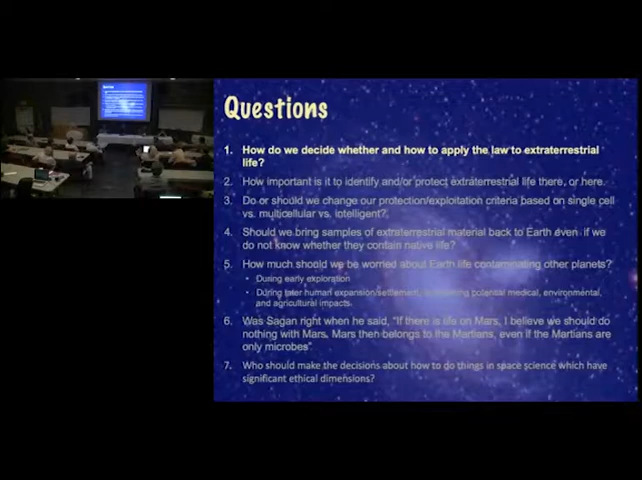 Questions
1. How do we decide whether and how to apply the law to extraterrestrial
life?
2. How important is it to identify and/or protect extraterrestrial life there, or here.
3. Do or should we change our protection/exploitation criteria based on single cell
vs. multicellular vs. intelligent?
4. Should we bring samples of extraterrestrial material back to Earth even if we
do not know whether they contain native life?
5. How much should we be worried about Earth life contaminating other planets?
• During early exploration
• During later human expansion/settlement, potential medical, environmental,
and agricultural impacts.
6. Was Sagan right when he said, "If there is life on Mars, I believe we should do
nothing with Mars. Mars then belongs to the Martians, even if the Martians are
only microbes"
7. Who should make the decisions about how to do things in space science which have
significant ethical dimensions?